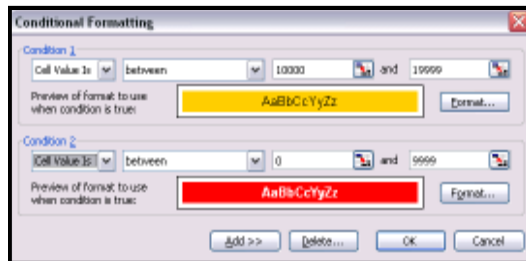 Conditional Formatting
Condition 1
Cell Value Is between 10000 and 19999
Preview of format to use
when condition is true:
AaBbCcYyZz
Format...
Condition 2
Cell Value Is between 0 and 9999
Preview of format to use
when condition is true:
AaBbCcYyZz
Format...
Add >> Delete... OK Cancel